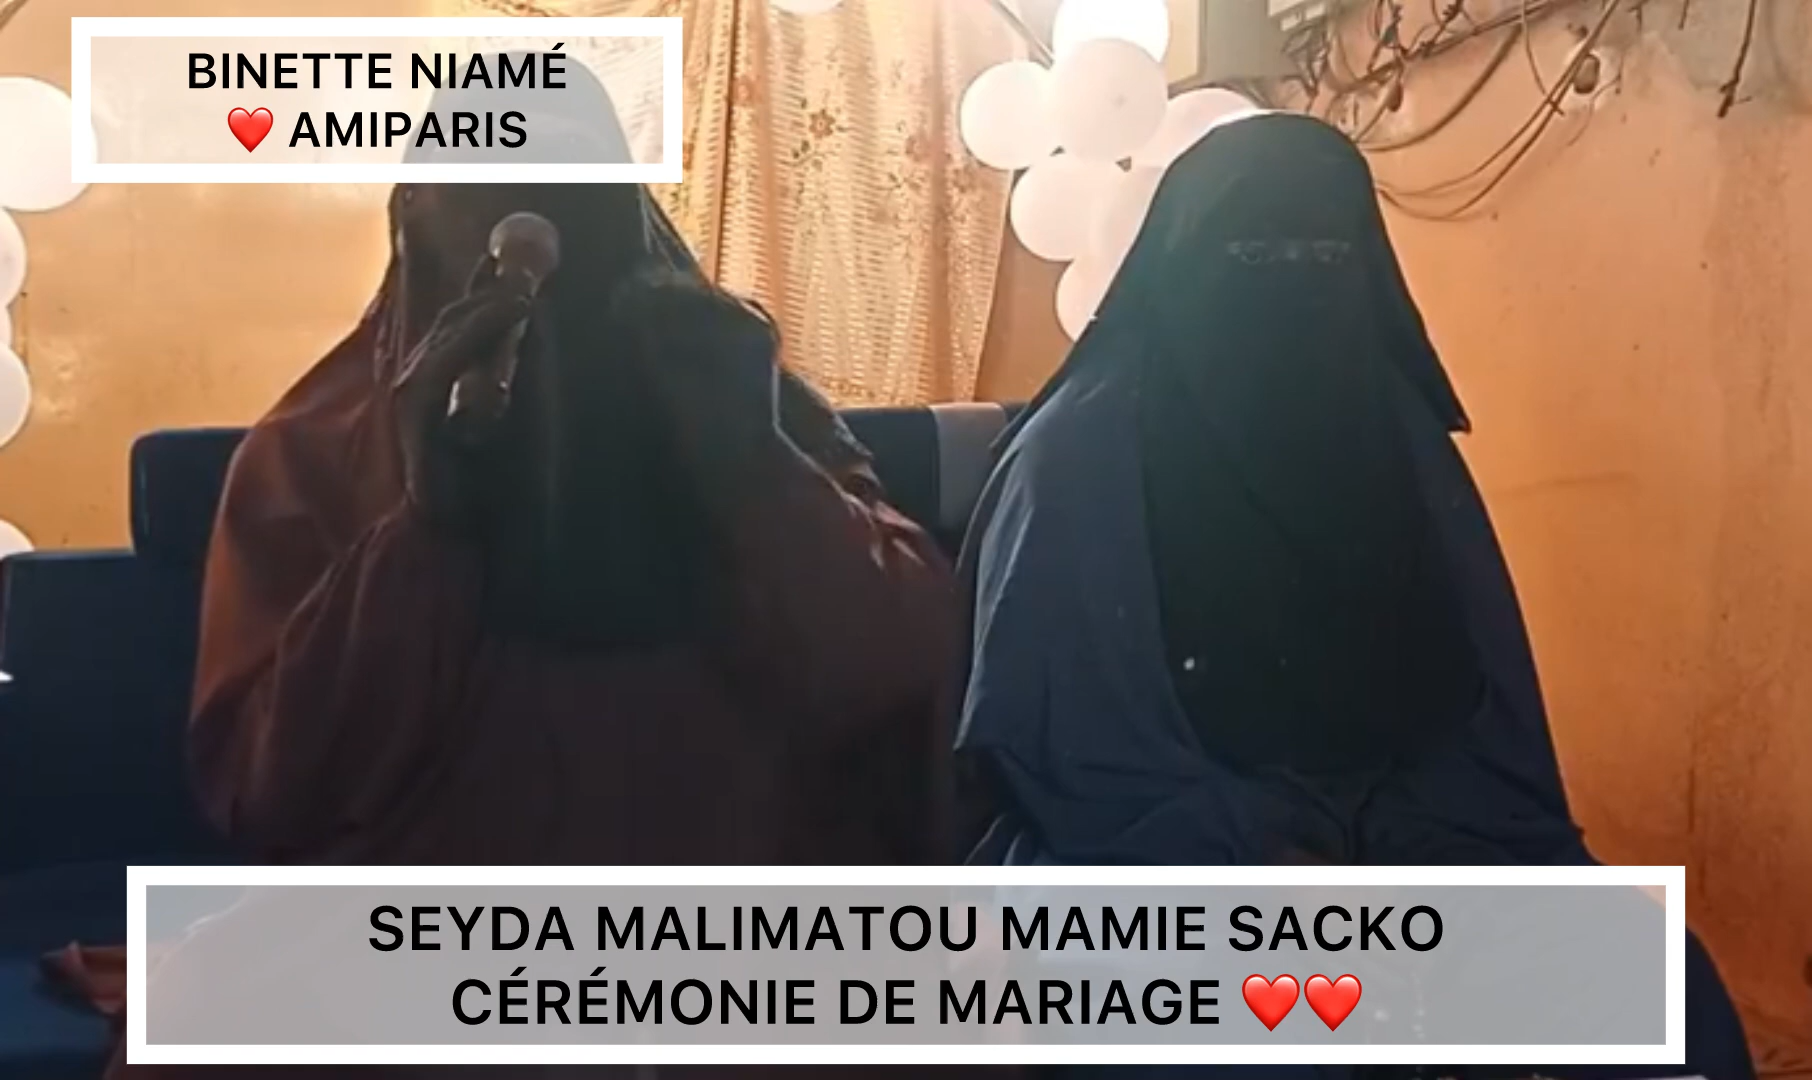 BINETTE NIAMÉ
❤️ AMIPARIS
SEYDA MALIMATOU MAMIE SACKO
CÉRÉMONIE DE MARIAGE ❤️❤️